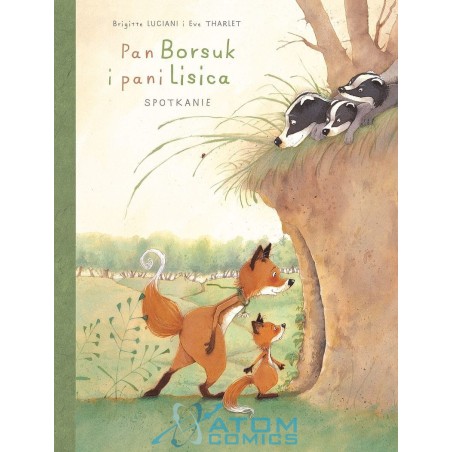 Brigitte LUCIANI i Eve THARLET
Pan Borsuk
i pani Lisica
SPOTKANIE
ATOM
COMICS